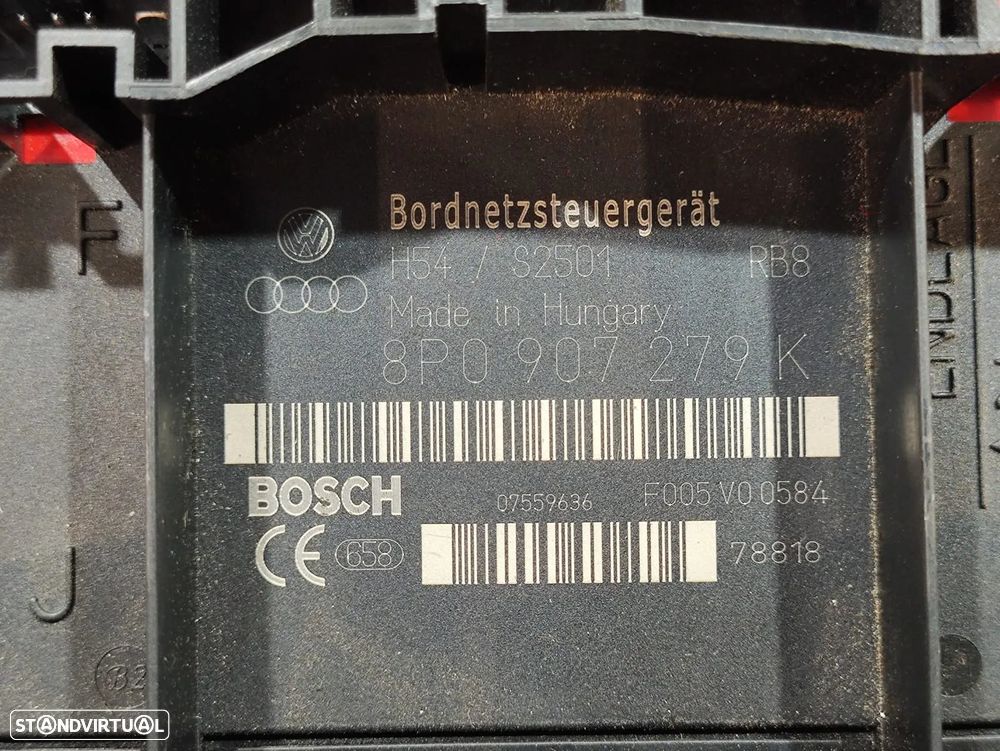 F
Bordnetzsteuergerät
H54 / S2501 RB8
Made in Hungary
8P0 907 279 K
BOSCH
07559636 F005 V0 0584
CE 658
78818
J
B2
STANDVIRTUAL